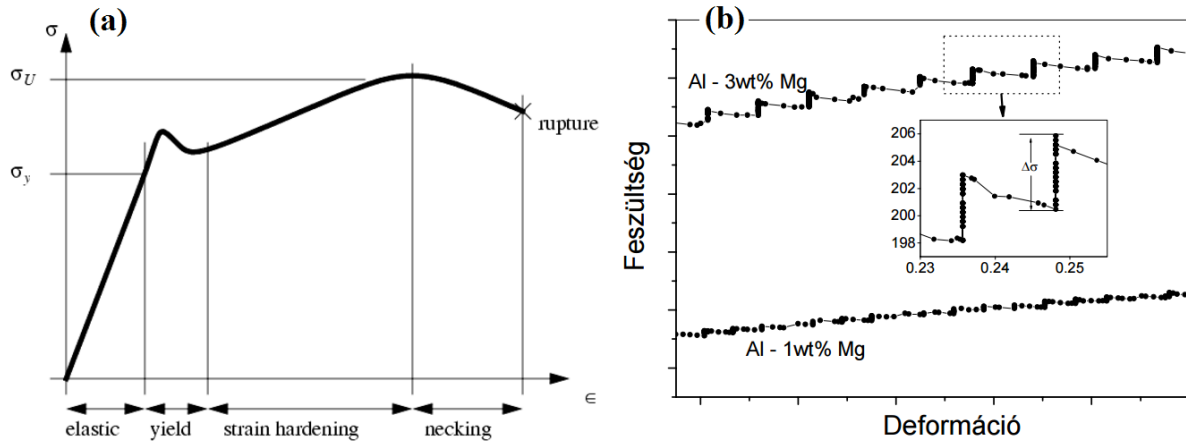 (a)
σ
σU
σy
rupture
∈
elastic
yield
strain hardening
necking
(b)
Feszültség
Al - 3wt% Mg
206
204
202
200
198
Δσ
0.23
0.24
0.25
Al - 1wt% Mg
Deformáció